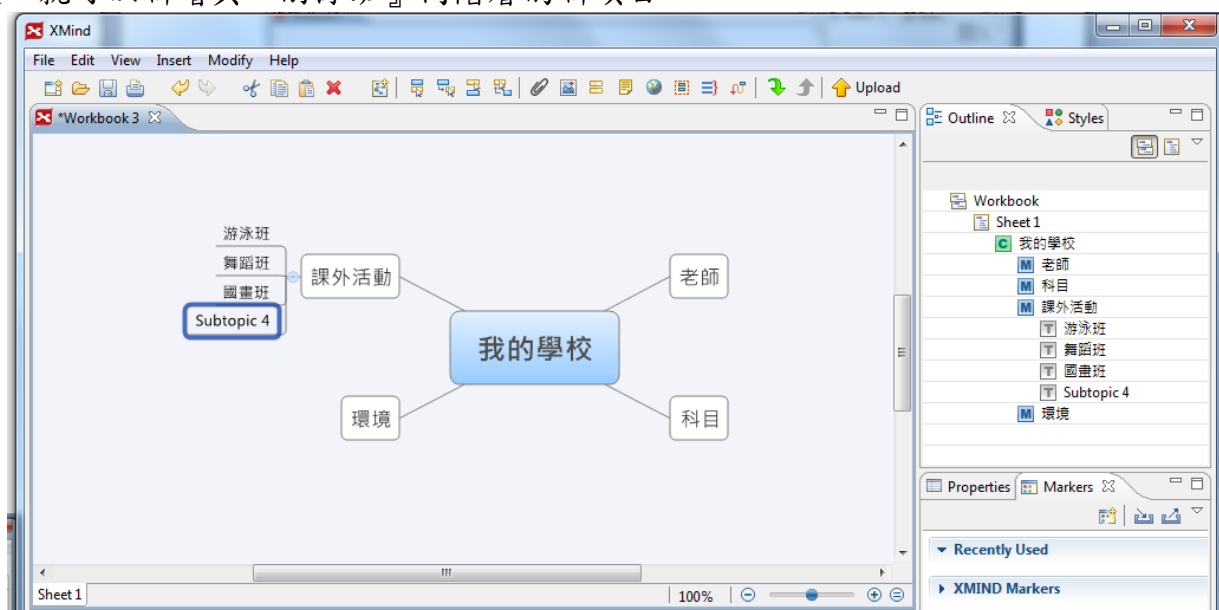 XMind
File Edit View Insert Modify Help
Upload
*Workbook 3
Outline Styles
游泳班
舞蹈班
國畫班
Subtopic 4
課外活動
老師
我的學校
環境
科目
Workbook
Sheet 1
C 我的學校
M 老師
M 科目
M 課外活動
T 游泳班
T 舞蹈班
T 國畫班
T Subtopic 4
M 環境
Properties Markers
Recently Used
XMIND Markers
Sheet 1
100%